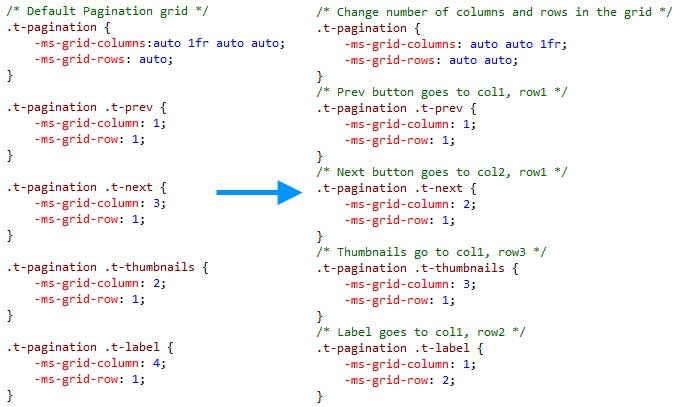 /* Default Pagination grid */
.t-pagination {
    -ms-grid-columns:auto 1fr auto auto;
    -ms-grid-rows: auto;
}

.t-pagination .t-prev {
    -ms-grid-column: 1;
    -ms-grid-row: 1;
}

.t-pagination .t-next {
    -ms-grid-column: 3;
    -ms-grid-row: 1;
}

.t-pagination .t-thumbnails {
    -ms-grid-column: 2;
    -ms-grid-row: 1;
}

.t-pagination .t-label {
    -ms-grid-column: 4;
    -ms-grid-row: 1;
}

/* Change number of columns and rows in the grid */
.t-pagination {
    -ms-grid-columns: auto auto 1fr;
    -ms-grid-rows: auto auto;
}
/* Prev button goes to col1, row1 */
.t-pagination .t-prev {
    -ms-grid-column: 1;
    -ms-grid-row: 1;
}
/* Next button goes to col2, row1 */
.t-pagination .t-next {
    -ms-grid-column: 2;
    -ms-grid-row: 1;
}
/* Thumbnails go to col1, row3 */
.t-pagination .t-thumbnails {
    -ms-grid-column: 3;
    -ms-grid-row: 1;
}
/* Label goes to col1, row2 */
.t-pagination .t-label {
    -ms-grid-column: 1;
    -ms-grid-row: 2;
}